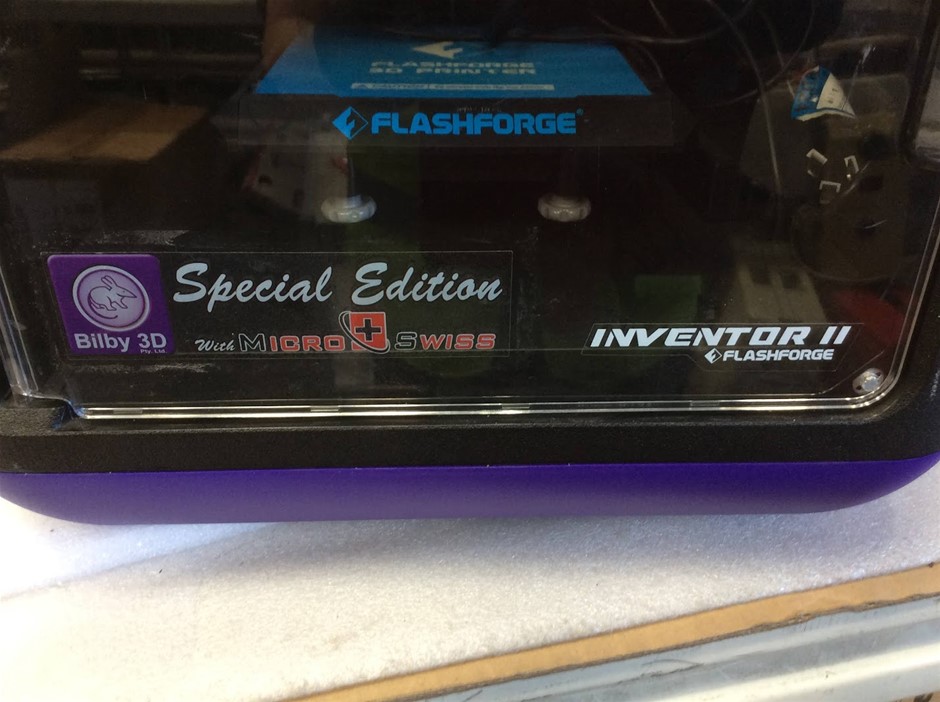 FLASHFORGE
3D PRINTER
FLASHFORGE
Special Edition
With MICRO SWISS
Bilby 3D
Pty. Ltd.
INVENTOR II
FLASHFORGE